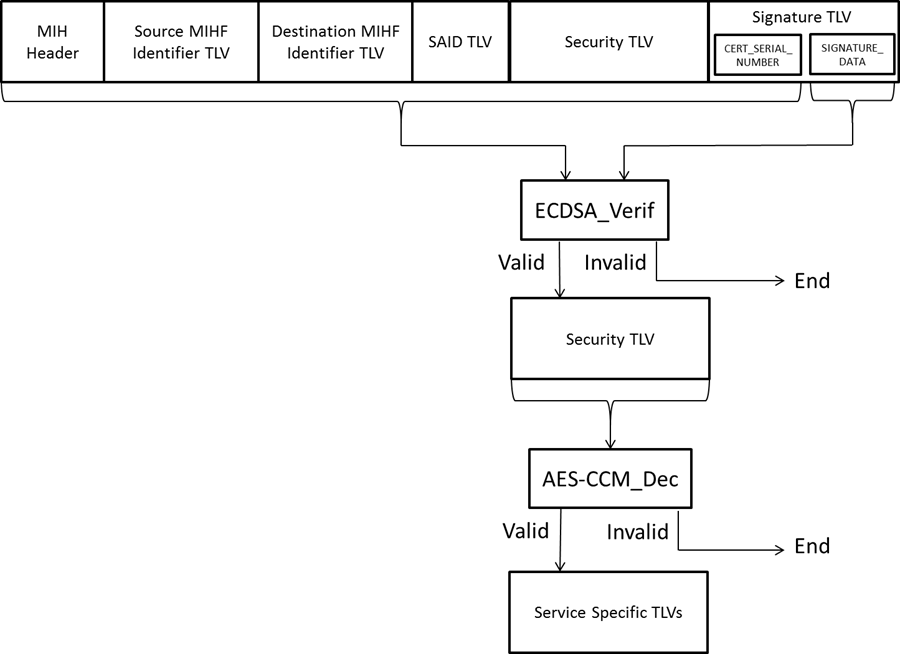 MIH
Header
Source MIHF
Identifier TLV
Destination MIHF
Identifier TLV
SAID TLV
Security TLV
Signature TLV
CERT_SERIAL_
NUMBER
SIGNATURE_
DATA
ECDSA_Verif
Valid
Invalid
End
Security TLV
AES-CCM_Dec
Valid
Invalid
End
Service Specific TLVs